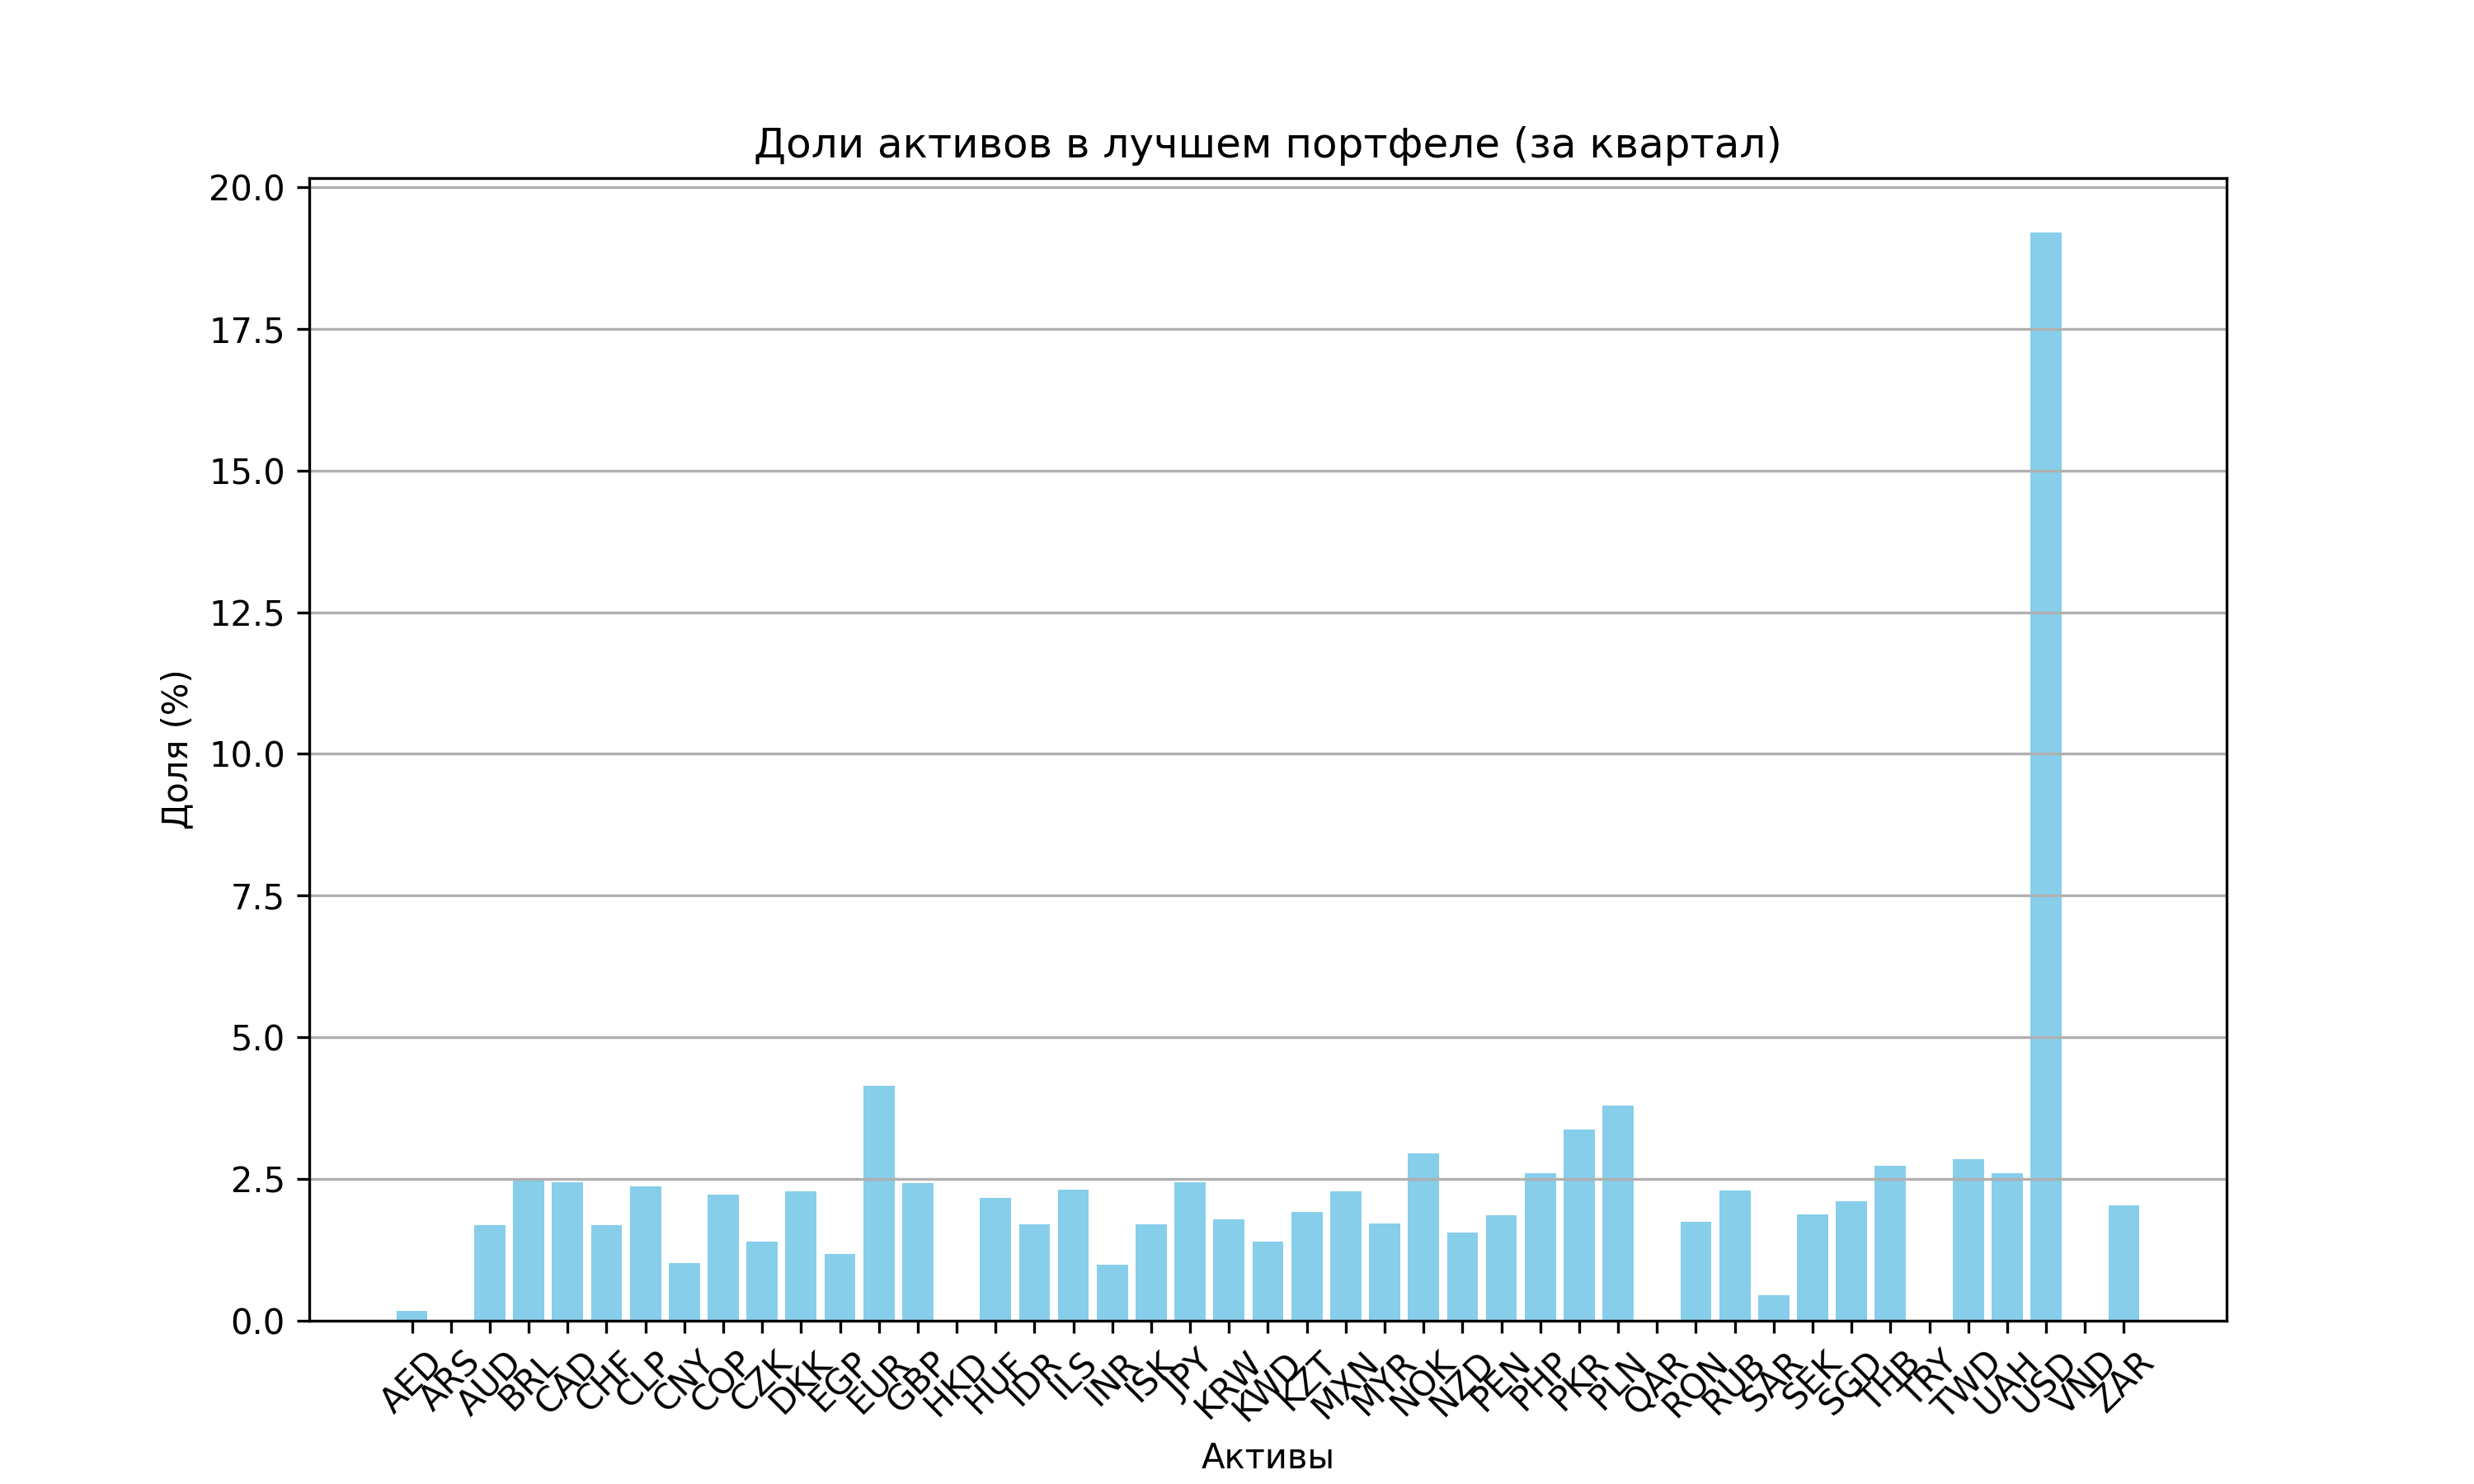 Доли активов в лучшем портфеле (за квартал)
20.0
17.5
15.0
12.5
10.0
7.5
5.0
2.5
0.0
Доля (%)
AED
ARS
AUD
BRL
CAD
CHF
CLP
CNY
COP
CZK
DKK
EGP
EUR
GBP
HKD
HUF
IDR
ILS
INR
ISK
JPY
KRW
KWD
KZT
MXN
MYR
NOK
NZD
PEN
PHP
PKR
PLN
QAR
RON
RUB
SAR
SEK
SGD
THB
TRY
TWD
UAH
USD
VND
ZAR
Активы